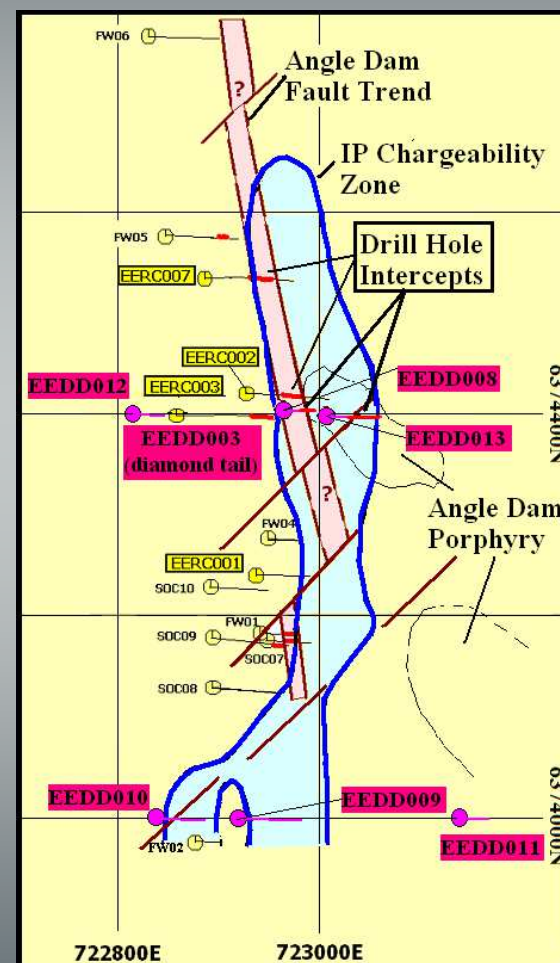 FW06
?
Angle Dam
Fault Trend
IP Chargeability
Zone
FW05
EERC007
Drill Hole
Intercepts
EERC002
EEDD012
EERC003
EEDD008
EEDD003
(diamond tail)
EEDD013
6374400N
?
FW04
Angle Dam
Porphyry
EERC001
SOC10
FW01
SOC09
SOC07
SOC08
EEDD010
EEDD009
EEDD011
6374000N
FW02
722800E
723000E